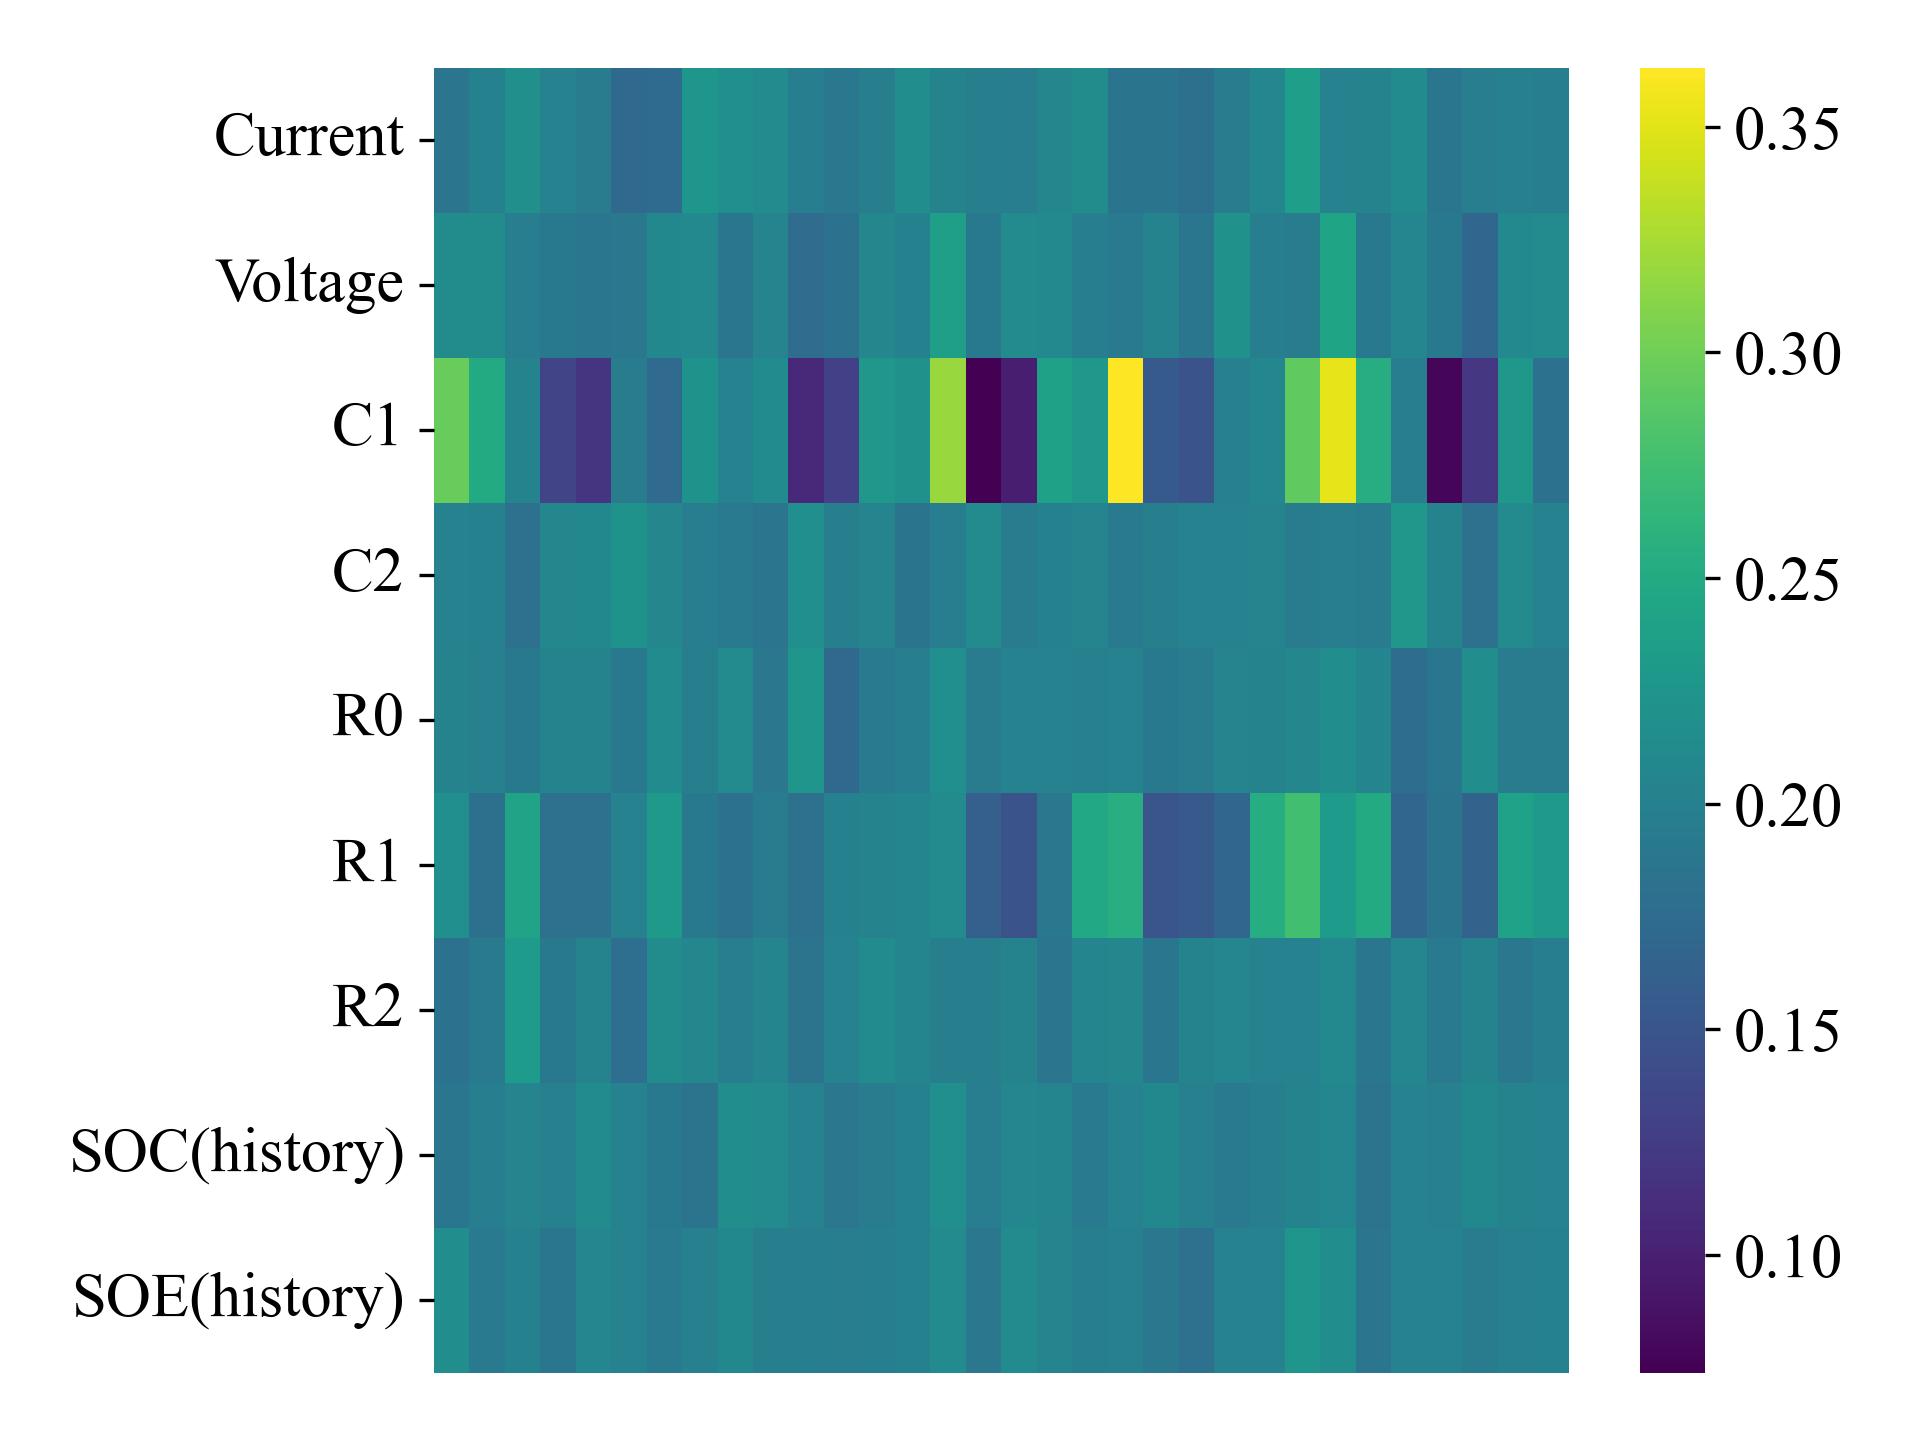 Current
Voltage
C1
C2
R0
R1
R2
SOC(history)
SOE(history)
0.35
0.30
0.25
0.20
0.15
0.10